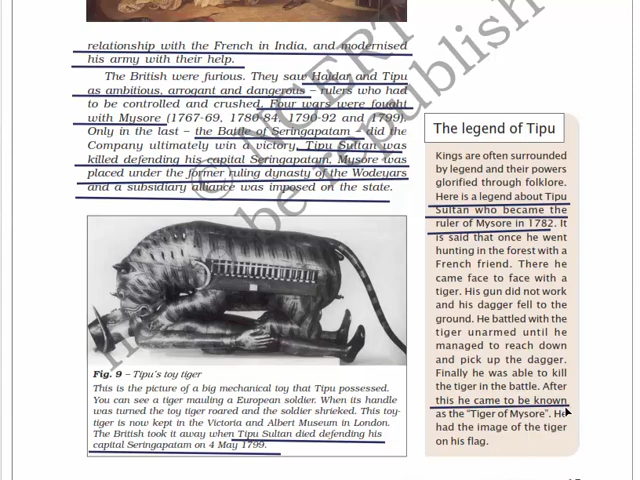 relationship with the French in India, and modernised
his army with their help.
The British were furious. They saw Haidar and Tipu
as ambitious, arrogant and dangerous – rulers who had
to be controlled and crushed. Four wars were fought
with Mysore (1767-69, 1780-84, 1790-92 and 1799).
Only in the last – the Battle of Seringapatam – did the
Company ultimately win a victory. Tipu Sultan was
killed defending his capital Seringapatam, Mysore was
placed under the former ruling dynasty of the Wodeyars
and a subsidiary alliance was imposed on the state.
Fig. 9 – Tipu's toy tiger
This is the picture of a big mechanical toy that Tipu possessed.
You can see a tiger mauling a European soldier. When its handle
was turned the toy tiger roared and the soldier shrieked. This toy-
tiger is now kept in the Victoria and Albert Museum in London.
The British took it away when Tipu Sultan died defending his
capital Seringapatam on 4 May 1799.
The legend of Tipu
Kings are often surrounded
by legend and their powers
glorified through folklore.
Here is a legend about Tipu
Sultan who became the
ruler of Mysore in 1782. It
is said that once he went
hunting in the forest with a
French friend. There he
came face to face with a
tiger. His gun did not work
and his dagger fell to the
ground. He battled with the
tiger unarmed until he
managed to reach down
and pick up the dagger.
Finally he was able to kill
the tiger in the battle. After
this he came to be known
as the "Tiger of Mysore". He
had the image of the tiger
on his flag.
© NCERT
be republish